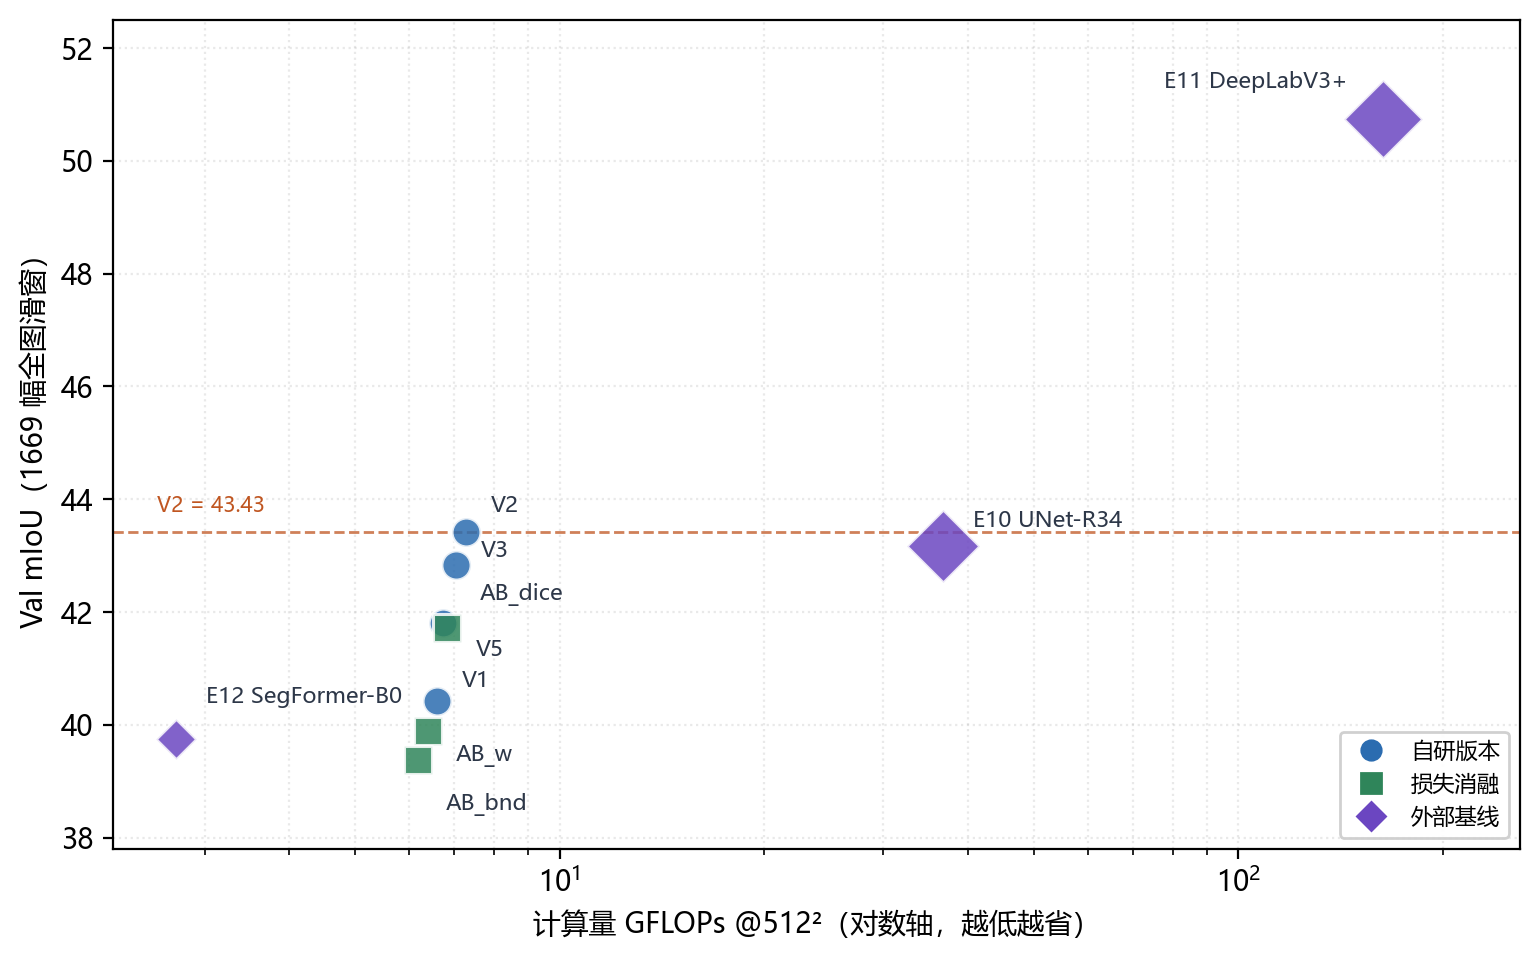 52
50
48
46
44
42
40
38
Val mIoU（1669 幅全图滑窗）
E11 DeepLabV3+
V2 = 43.43
V2
E10 UNet-R34
V3
AB_dice
V5
V1
E12 SegFormer-B0
AB_w
AB_bnd
自研版本
损失消融
外部基线
10¹
10²
计算量 GFLOPs @512²（对数轴，越低越省）